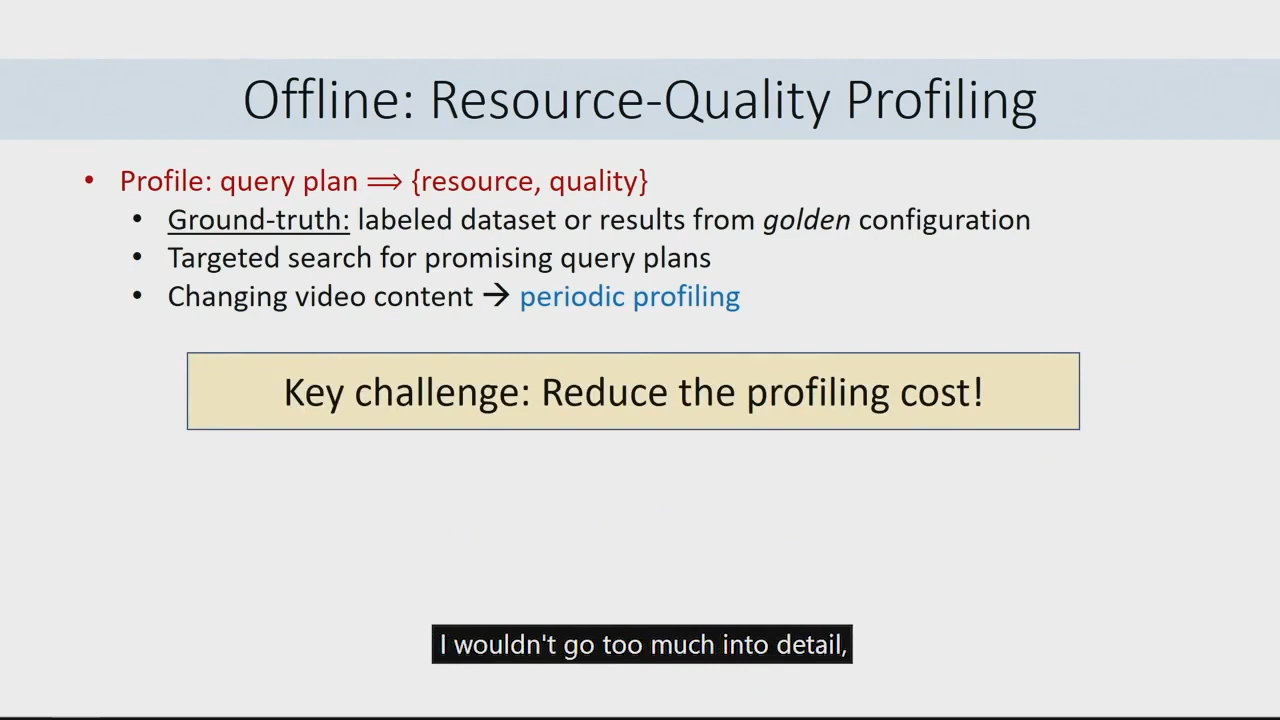 Offline: Resource-Quality Profiling
• Profile: query plan ⟹ {resource, quality}
• Ground-truth: labeled dataset or results from golden configuration
• Targeted search for promising query plans
• Changing video content → periodic profiling
Key challenge: Reduce the profiling cost!
I wouldn't go too much into detail,